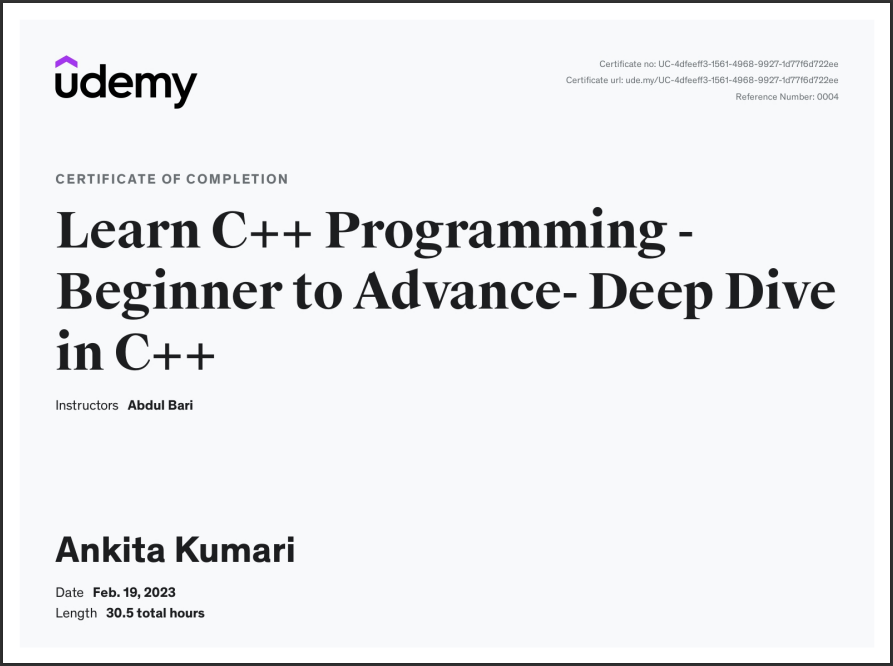 udemy
Certificate no: UC-4dfeeff3-1561-4968-9927-1d77f6d722ee
Certificate url: ude.my/UC-4dfeeff3-1561-4968-9927-1d77f6d722ee
Reference Number: 0004
CERTIFICATE OF COMPLETION
Learn C++ Programming -
Beginner to Advance- Deep Dive
in C++
Instructors Abdul Bari
Ankita Kumari
Date Feb. 19, 2023
Length 30.5 total hours